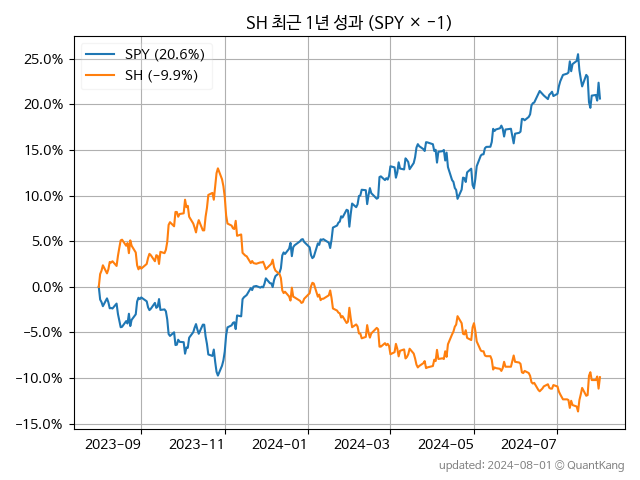 SH 최근 1년 성과 (SPY × −1)
SPY (20.6%)
SH (−9.9%)
25.0%
20.0%
15.0%
10.0%
5.0%
0.0%
−5.0%
−10.0%
−15.0%
2023−09 2023−11 2024−01 2024−03 2024−05 2024−07
updated: 2024−08−01 © QuantKang